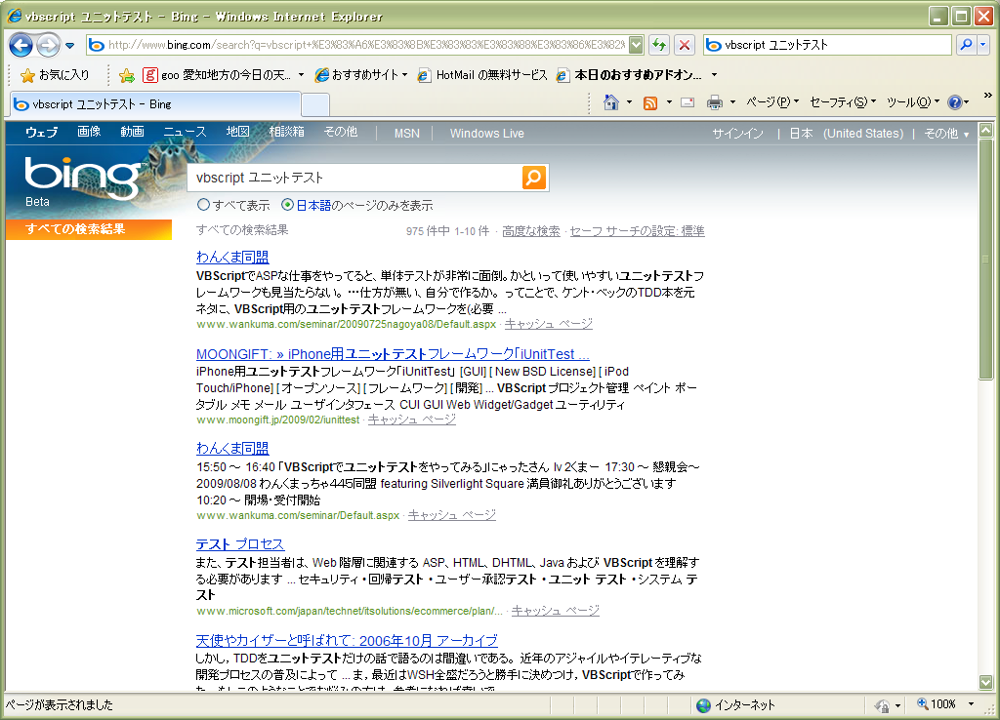 vbscript ユニットテスト - Bing - Windows Internet Explorer
http://www.bing.com/search?q=vbscript+%E3%83%A6%E3%83%8B%E3%83%83%E3%83%88%E3%83%86%E3%82%
vbscript ユニットテスト
お気に入り
goo 愛知地方の今日の天...
おすすめサイト
HotMail の無料サービス
本日のおすすめアドオン...
vbscript ユニットテスト - Bing
ページ(P)
セーフティ(S)
ツール(O)
»
ウェブ 画像 動画 ニュース 地図 相談箱 その他 | MSN | Windows Live
サインイン | 日本 (United States) | その他
bing™
Beta
vbscript ユニットテスト
すべて表示 日本語のページのみを表示
すべての検索結果
すべての検索結果
975 件中 1-10 件 · 高度な検索 · セーフ サーチの設定: 標準
わんくま同盟
VBScriptでASPな仕事をやってると、単体テストが非常に面倒。かといって使いやすいユニットテストフ
レームワークも見当たらない。 …仕方が無い、自分で作るか。 ってことで、ケント・ベックのTDD本を元
ネタに、VBScript用のユニットテストフレームワークを(必要 ...
www.wankuma.com/seminar/20090725nagoya08/Default.aspx · キャッシュ ページ
MOONGIFT: » iPhone用ユニットテストフレームワーク「iUnitTest ...
iPhone用ユニットテストフレームワーク「iUnitTest」 [GUI] [ New BSD License] [ iPod
Touch/iPhone] [ オープンソース] [ フレームワーク] [ 開発] ... VBScript プロジェクト管理 ペイント ポー
タブル メモ メール ユーザインタフェース CUI GUI Web Widget/Gadget ユーティリティ
www.moongift.jp/2009/02/iunittest · キャッシュ ページ
わんくま同盟
15:50 ～ 16:40 「VBScriptでユニットテストをやってみる」にゃったさん lv 2くまー 17:30 ～ 懇親会～
2009/08/08 わんくまっちゃ445同盟 featuring Silverlight Square 満員御礼ありがとうございます
10:20 ～ 開場・受付開始
www.wankuma.com/seminar/Default.aspx · キャッシュ ページ
テスト プロセス
また、テスト担当者は、Web 階層に関連する ASP、HTML、DHTML、Java および VBScript を理解す
る必要があります ... セキュリティ・回帰テスト・ユーザー承認テスト・ユニット テスト・システム テ
スト
www.microsoft.com/japan/technet/itsolutions/ecommerce/plan/... · キャッシュ ページ
天使やカイザーと呼ばれて: 2006年10月 アーカイブ
しかし，TDDをユニットテストだけの話で語るのは間違いである。 近年のアジャイルやイテレーティブな
開発プロセスの普及によって ... ま，最近はWSH全盛だろうと勝手に決めつけ，VBScriptで作ってみ
ページが表示されました
インターネット
100%